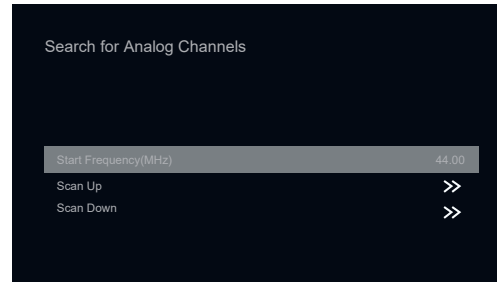 Search for Analog Channels
Start Frequency(MHz) 44.00
Scan Up
Scan Down